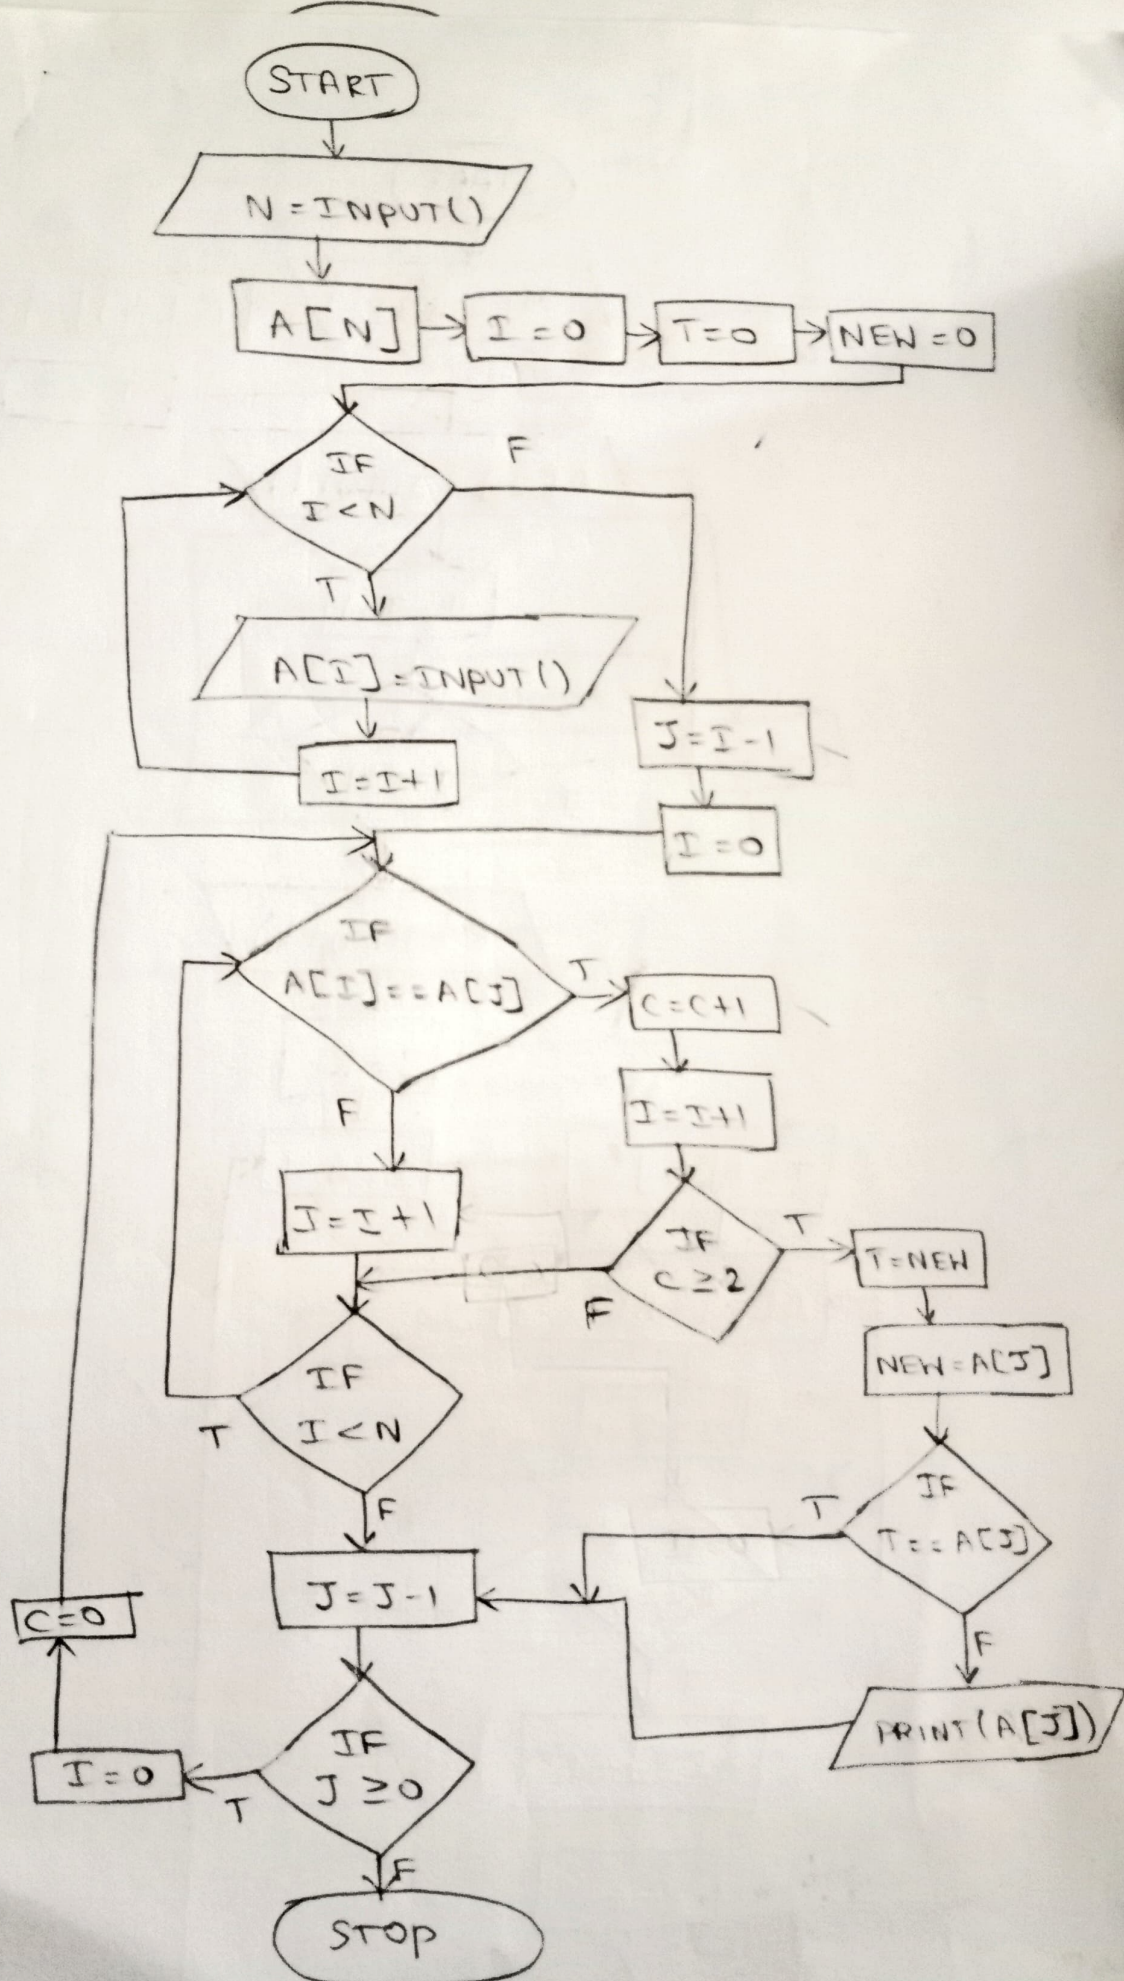 START
N = INPUT()
A[N]
I = 0
T=0
NEW = 0
IF
I < N
F
T
A[I] = INPUT()
I = I+1
J = I-1
I = 0
IF
A[I] == A[J]
T
C = C+1
I = I+1
F
I = I + 1
IF
C ≥ 2
T
F
T = NEW
NEW = A[J]
IF
I < N
T
F
IF
T == A[J]
T
F
J = J-1
C=0
PRINT(A[J])
IF
J ≥ 0
I = 0
T
F
STOP